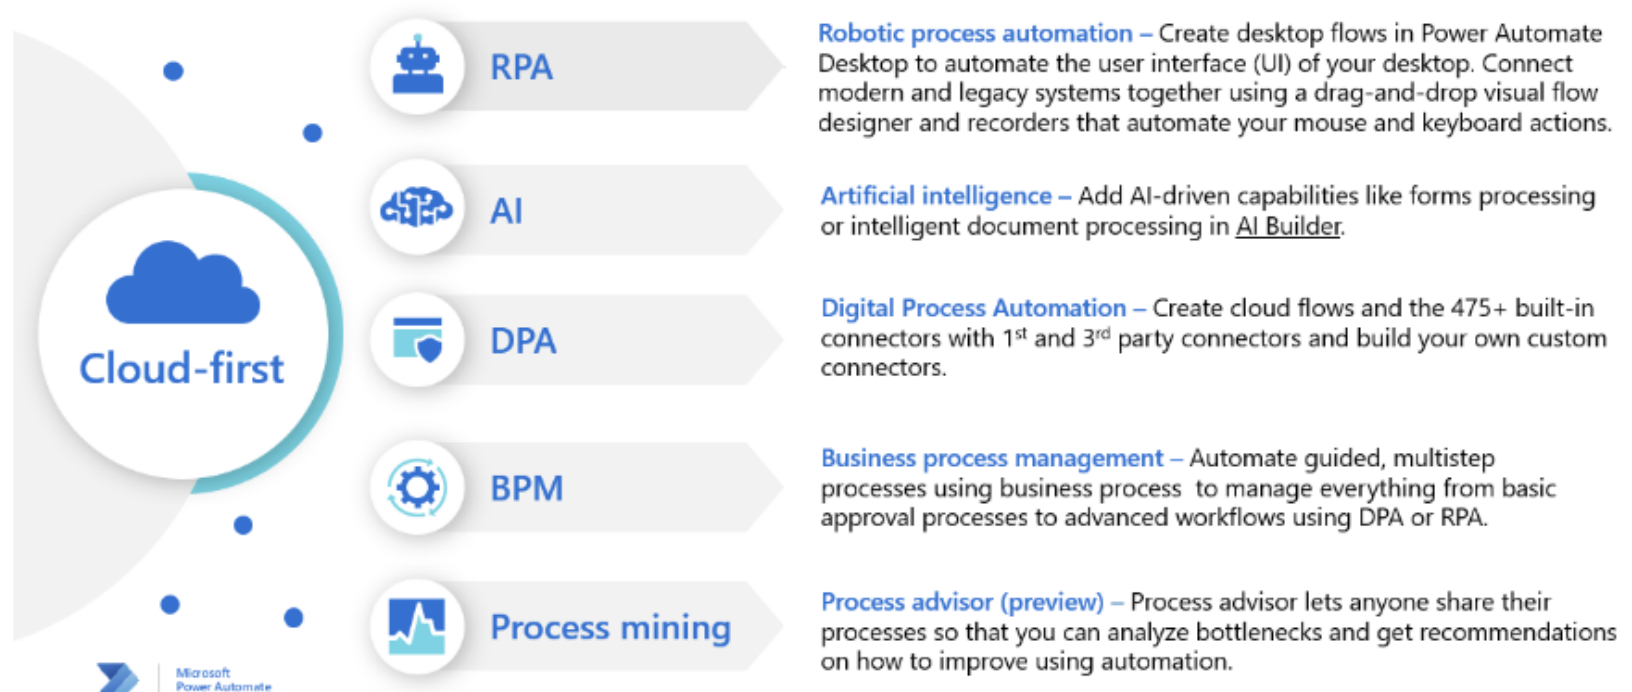 Cloud-first
RPA
Robotic process automation – Create desktop flows in Power Automate
Desktop to automate the user interface (UI) of your desktop. Connect
modern and legacy systems together using a drag-and-drop visual flow
designer and recorders that automate your mouse and keyboard actions.
AI
Artificial intelligence – Add AI-driven capabilities like forms processing
or intelligent document processing in AI Builder.
DPA
Digital Process Automation – Create cloud flows and the 475+ built-in
connectors with 1st and 3rd party connectors and build your own custom
connectors.
BPM
Business process management – Automate guided, multistep
processes using business process  to manage everything from basic
approval processes to advanced workflows using DPA or RPA.
Process mining
Process advisor (preview) – Process advisor lets anyone share their
processes so that you can analyze bottlenecks and get recommendations
on how to improve using automation.
Microsoft
Power Automate